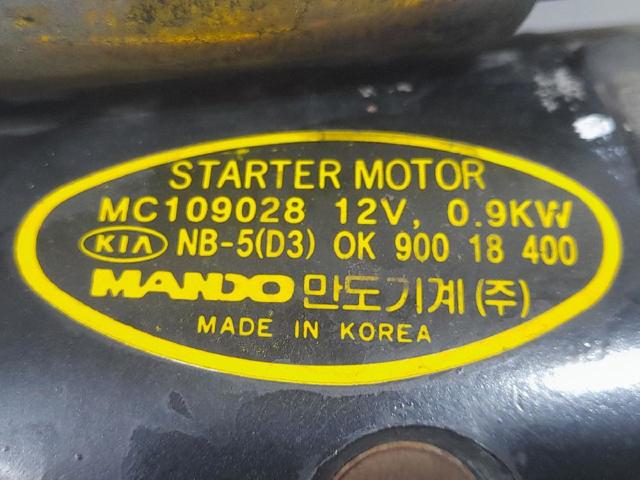 STARTER MOTOR
MC109028 12V, 0.9KW
KIA NB-5(D3) OK 900 18 400
MANDO 만도기계(주)
MADE IN KOREA